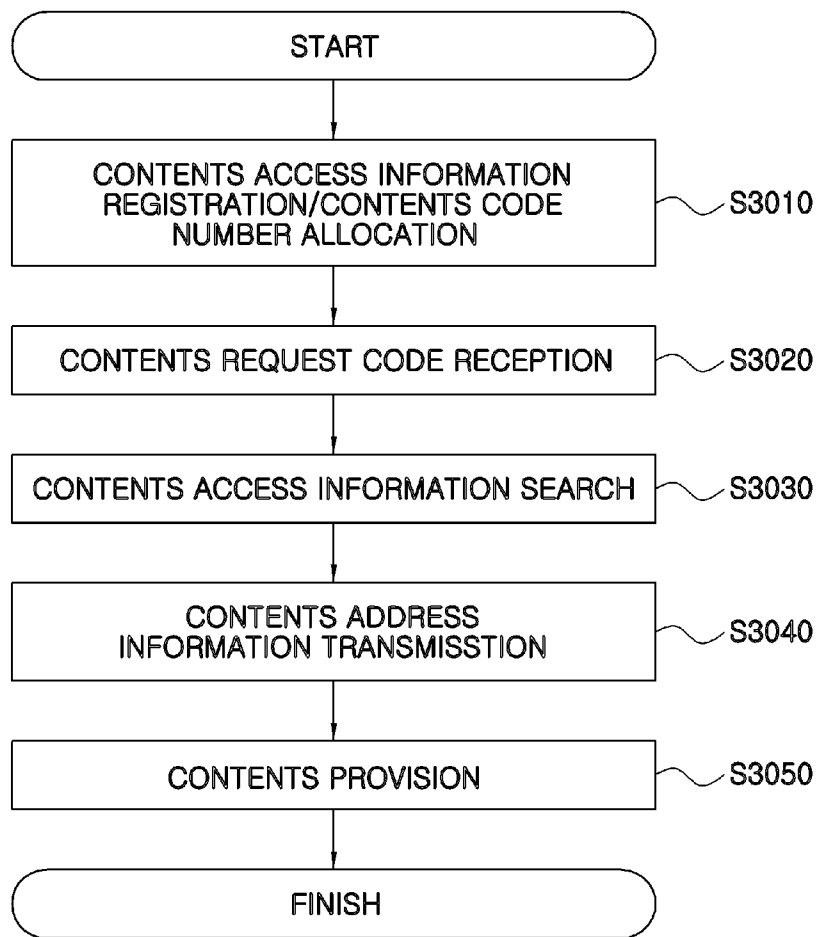 START
CONTENTS ACCESS INFORMATION
REGISTRATION/CONTENTS CODE
NUMBER ALLOCATION
S3010
CONTENTS REQUEST CODE RECEPTION
S3020
CONTENTS ACCESS INFORMATION SEARCH
S3030
CONTENTS ADDRESS
INFORMATION TRANSMISSTION
S3040
CONTENTS PROVISION
S3050
FINISH